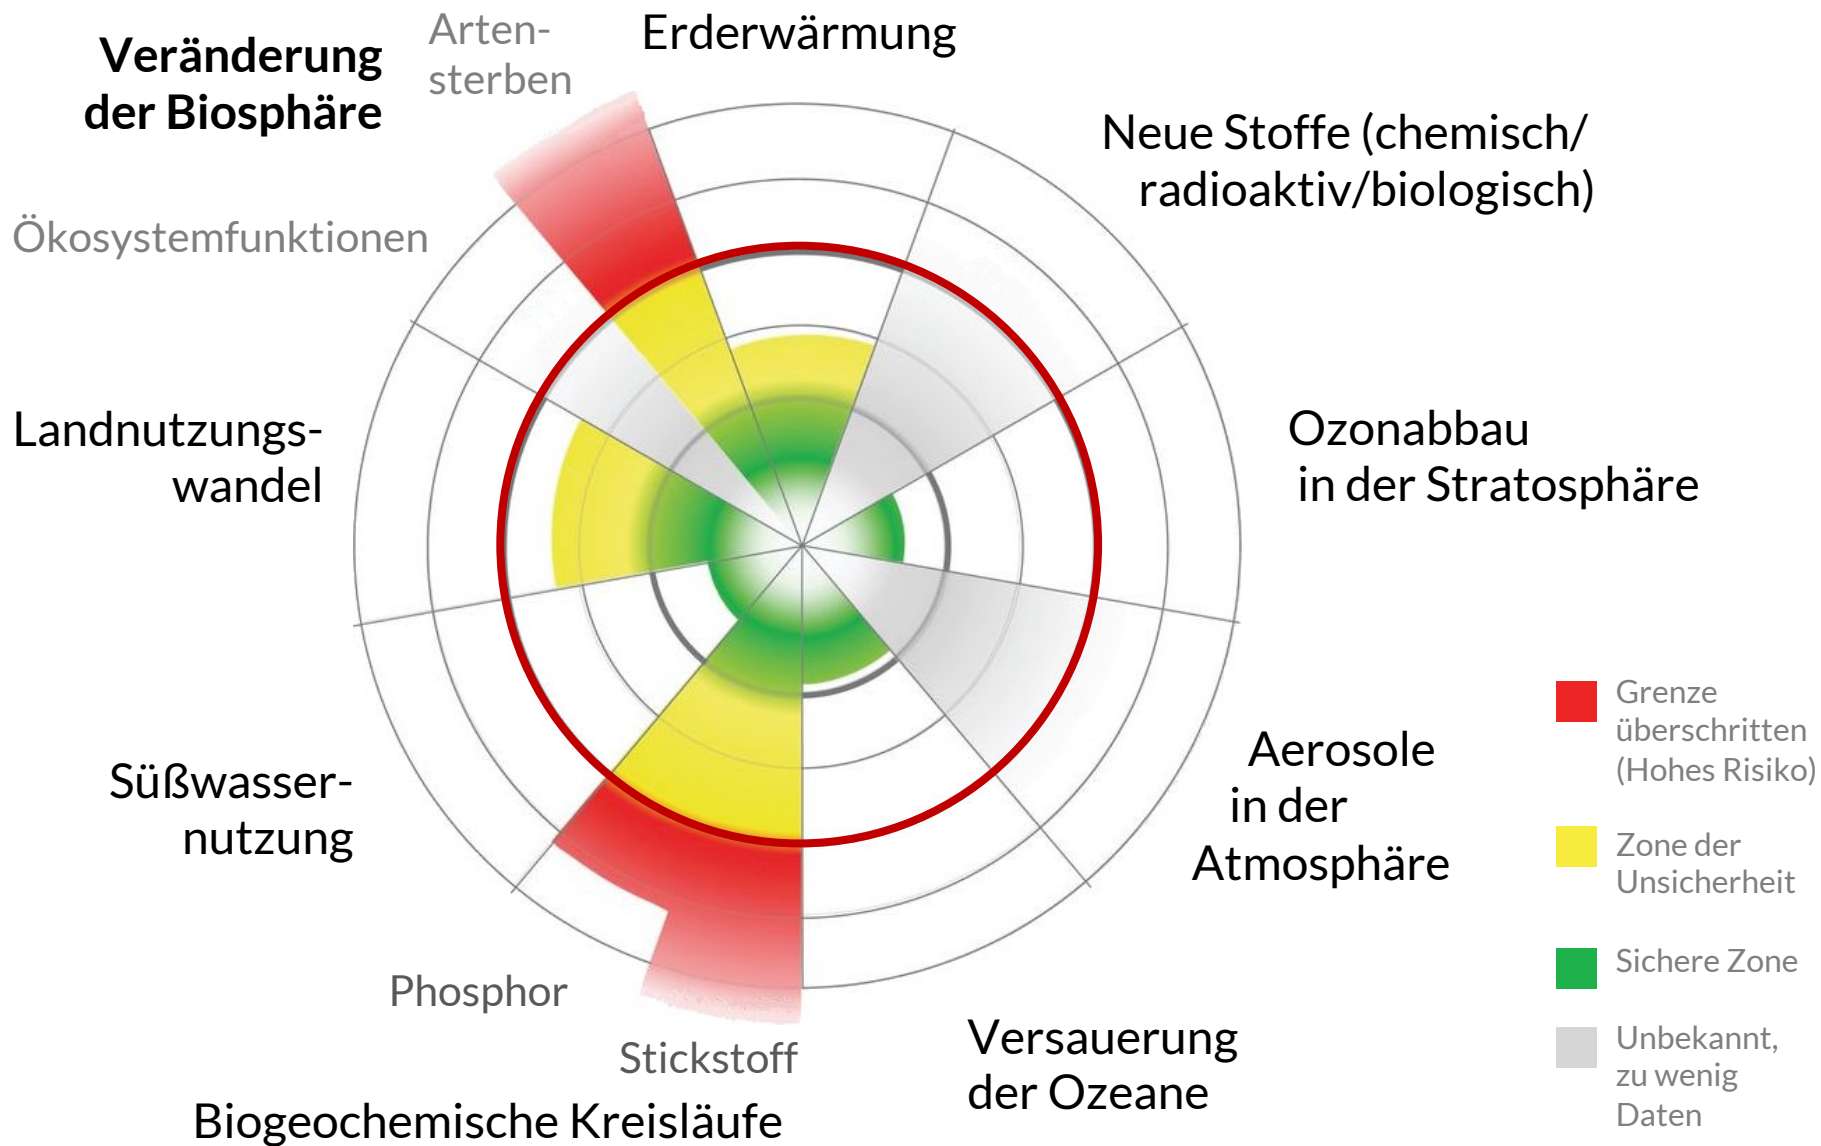 Veränderung
der Biosphäre
Arten-
sterben
Erderwärmung
Neue Stoffe (chemisch/
radioaktiv/biologisch)
Ökosystemfunktionen
Landnutzungs-
wandel
Ozonabbau
in der Stratosphäre
Süßwasser-
nutzung
Aerosole
in der
Atmosphäre
Phosphor
Stickstoff
Biogeochemische Kreisläufe
Versauerung
der Ozeane
Grenze
überschritten
(Hohes Risiko)
Zone der
Unsicherheit
Sichere Zone
Unbekannt,
zu wenig
Daten